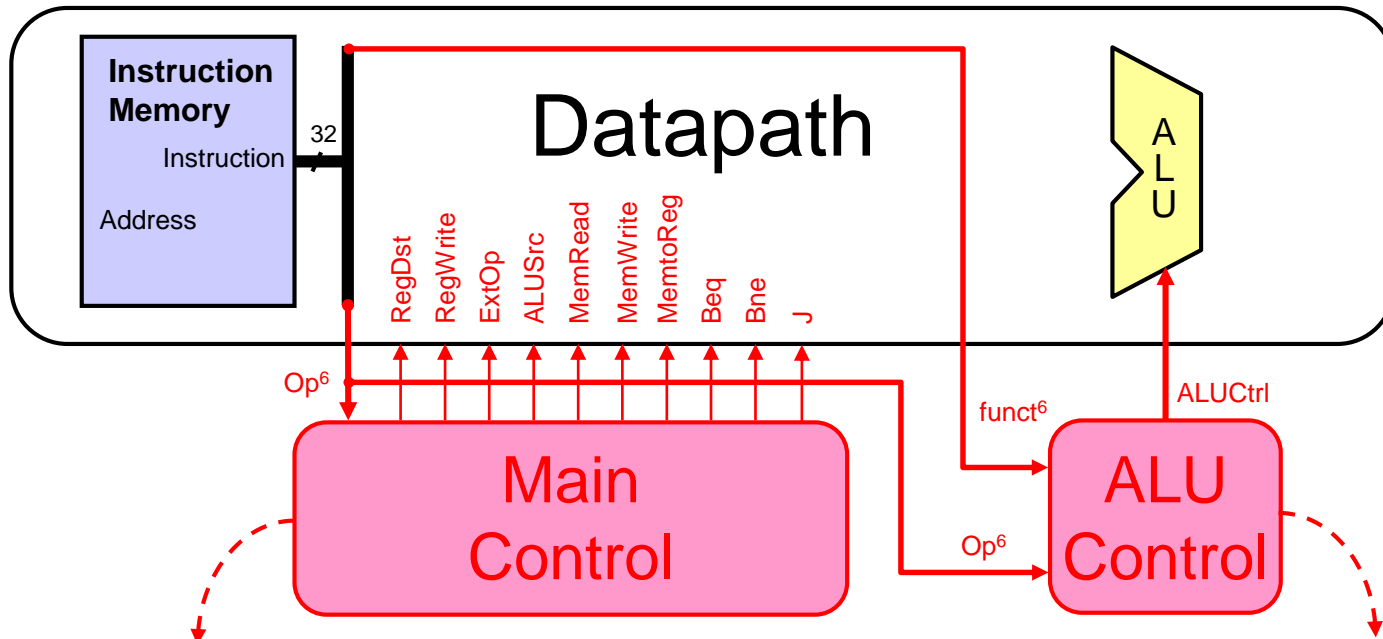 Instruction
Memory
Instruction
Address
32
Datapath
A
L
U
RegDst
RegWrite
ExtOp
ALUSrc
MemRead
MemWrite
MemtoReg
Beq
Bne
J
Op⁶
funct⁶
ALUCtrl
Main
Control
Op⁶
ALU
Control